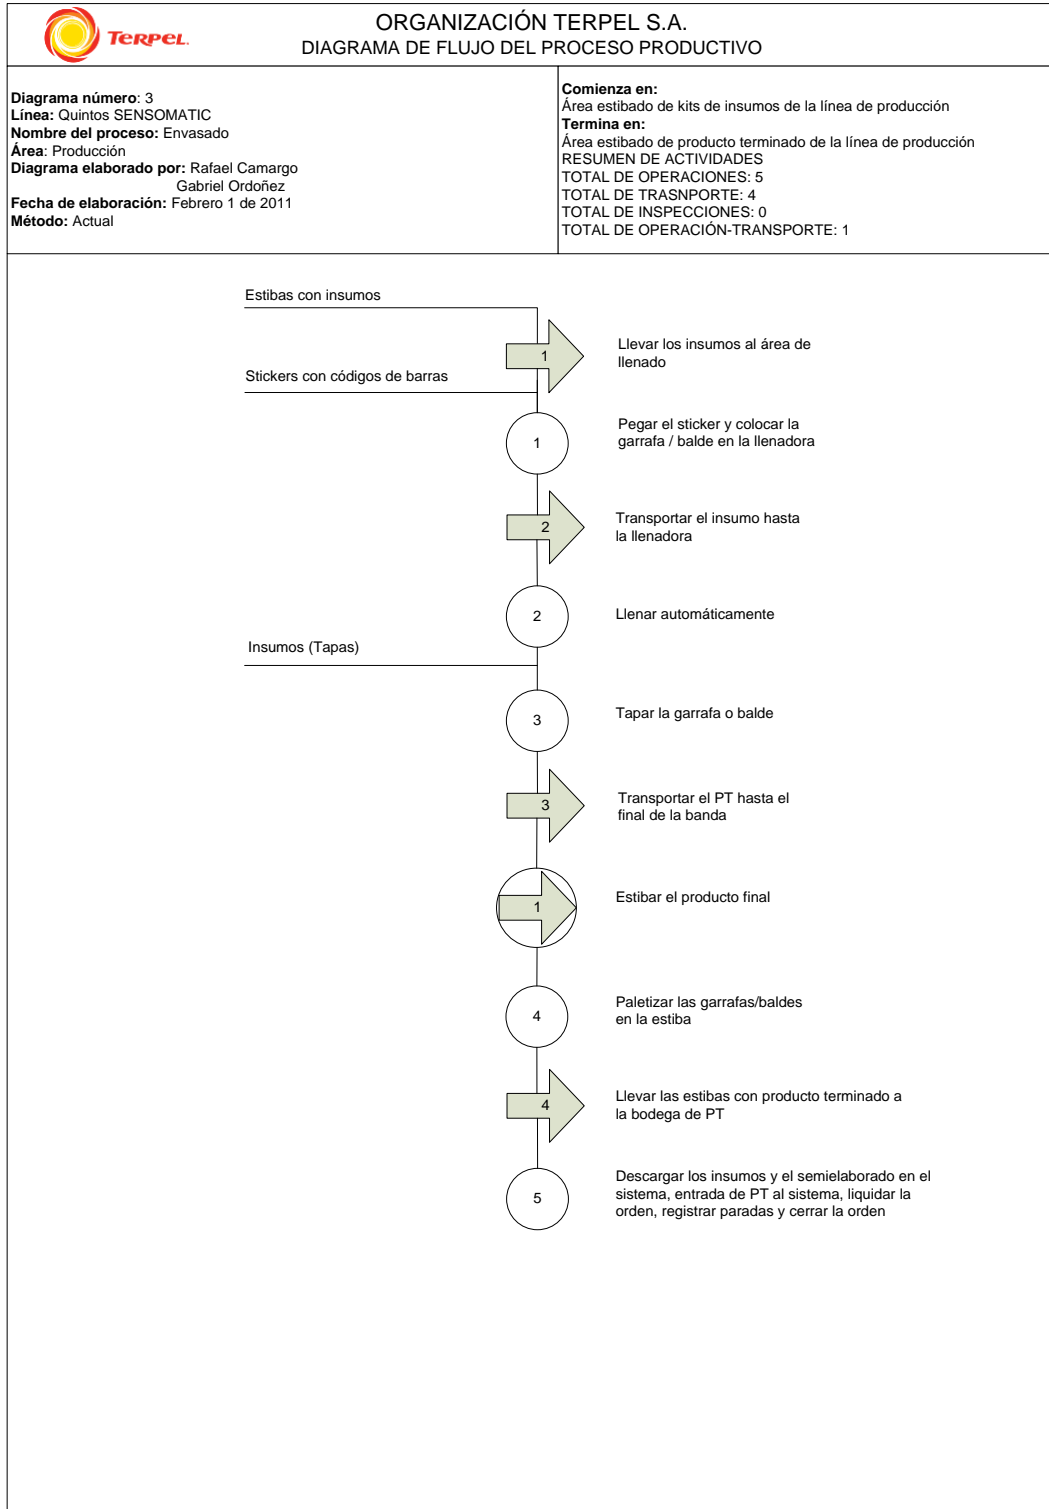 TERPEL.
ORGANIZACIÓN TERPEL S.A.
DIAGRAMA DE FLUJO DEL PROCESO PRODUCTIVO
Diagrama número: 3
Línea: Quintos SENSOMATIC
Nombre del proceso: Envasado
Área: Producción
Diagrama elaborado por: Rafael Camargo
Gabriel Ordoñez
Fecha de elaboración: Febrero 1 de 2011
Método: Actual
Comienza en:
Área estibado de kits de insumos de la línea de producción
Termina en:
Área estibado de producto terminado de la línea de producción
RESUMEN DE ACTIVIDADES
TOTAL DE OPERACIONES: 5
TOTAL DE TRASNPORTE: 4
TOTAL DE INSPECCIONES: 0
TOTAL DE OPERACIÓN-TRANSPORTE: 1
Estibas con insumos
1
Llevar los insumos al área de
llenado
Stickers con códigos de barras
1
Pegar el sticker y colocar la
garrafa / balde en la llenadora
2
Transportar el insumo hasta
la llenadora
2
Llenar automáticamente
Insumos (Tapas)
3
Tapar la garrafa o balde
3
Transportar el PT hasta el
final de la banda
1
Estibar el producto final
4
Paletizar las garrafas/baldes
en la estiba
4
Llevar las estibas con producto terminado a
la bodega de PT
5
Descargar los insumos y el semielaborado en el
sistema, entrada de PT al sistema, liquidar la
orden, registrar paradas y cerrar la orden